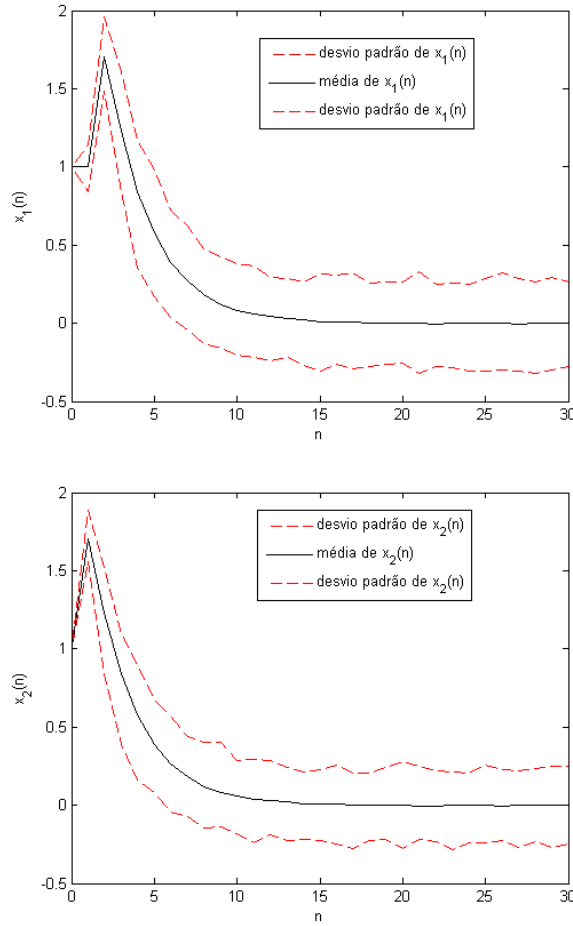 2
1.5
1
0.5
0
-0.5
x₁(n)
desvio padrão de x₁(n)
média de x₁(n)
desvio padrão de x₁(n)
0 5 10 15 20 25 30
n
2
1.5
1
0.5
0
-0.5
x₂(n)
desvio padrão de x₂(n)
média de x₂(n)
desvio padrão de x₂(n)
0 5 10 15 20 25 30
n